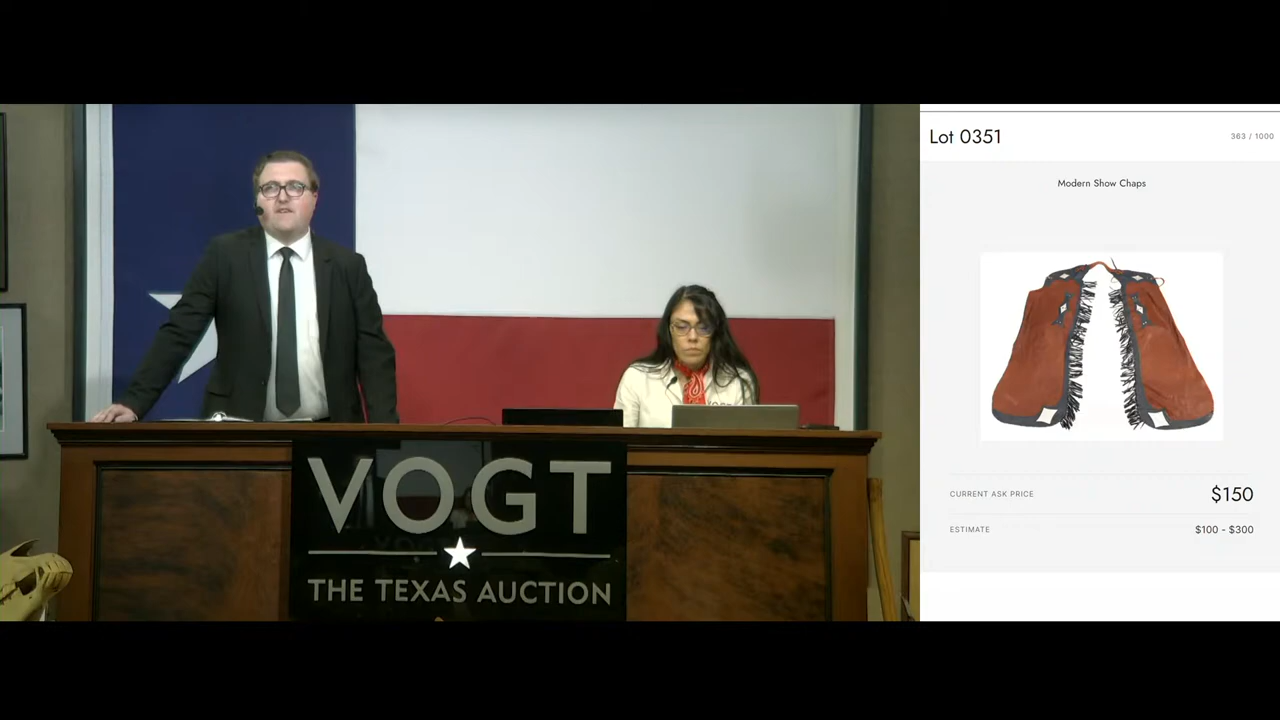 VOGT
THE TEXAS AUCTION
Lot 0351
363 / 1000
Modern Show Chaps
CURRENT ASK PRICE
$150
ESTIMATE
$100 - $300